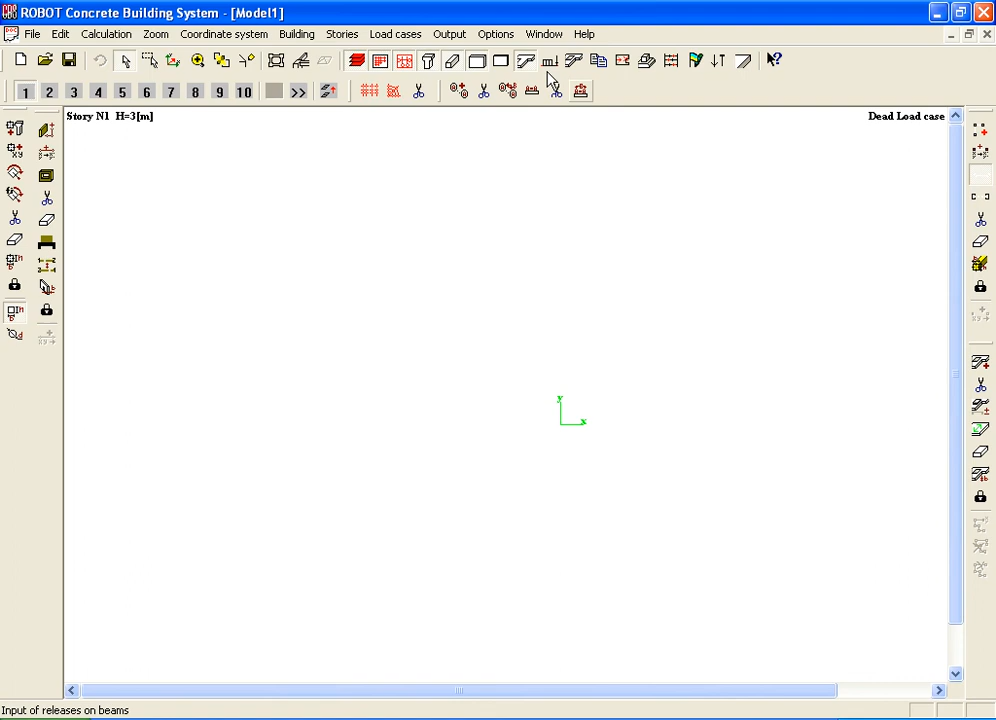 ROBOT Concrete Building System - [Model1]
File Edit Calculation Zoom Coordinate system Building Stories Load cases Output Options Window Help
1 2 3 4 5 6 7 8 9 10 >>
Story N1 H=3[m]
Dead Load case
y
x
Input of releases on beams